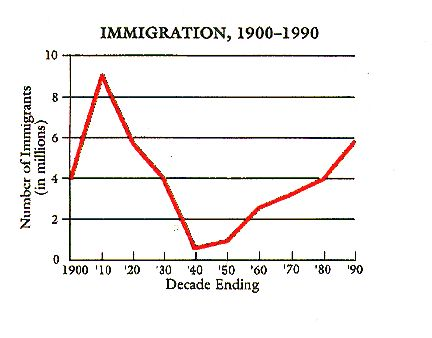 IMMIGRATION, 1900–1990
Number of Immigrants
(in millions)
10
8
6
4
2
0
1900 '10 '20 '30 '40 '50 '60 '70 '80 '90
Decade Ending